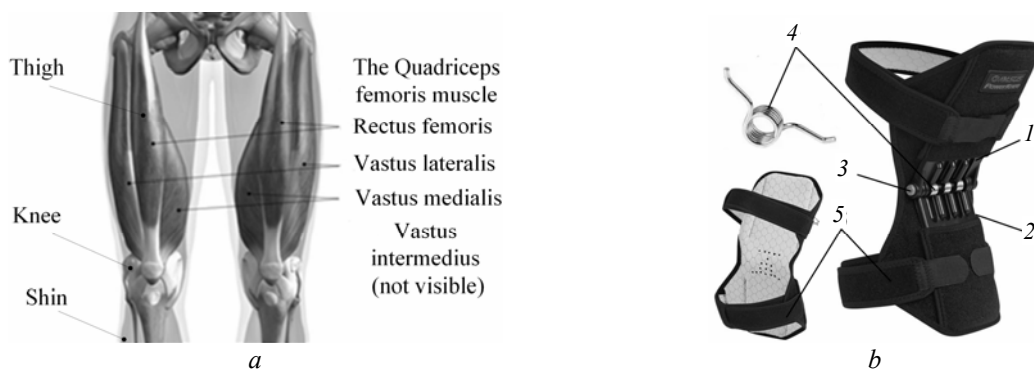 Thigh
Knee
Shin
The Quadriceps
femoris muscle
Rectus femoris
Vastus lateralis
Vastus medialis
Vastus
intermedius
(not visible)
a
4
1
3
2
5
b